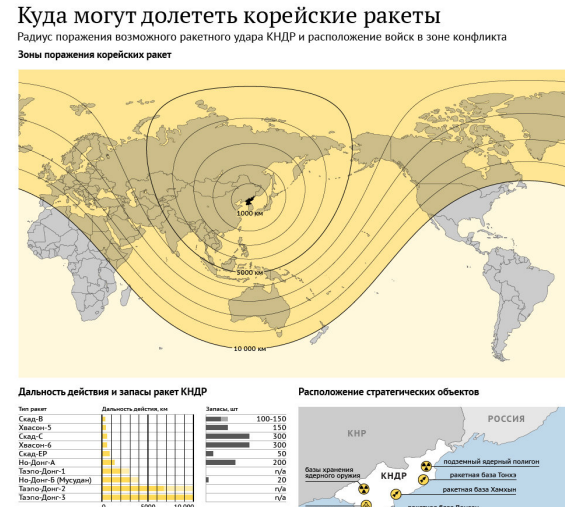 Куда могут долететь корейские ракеты
Радиус поражения возможного ракетного удара КНДР и расположение войск в зоне конфликта
Зоны поражения корейских ракет
1000 км
5000 км
10 000 км
Дальность действия и запасы ракет КНДР
Тип ракет Дальность действия, км Запасы, шт
Скад-В 100-150
Хвасон-5 150
Скад-С 300
Хвасон-6 300
Скад-ЕР 50
Но-Донг-А 200
Таэпо-Донг-1 n/a
Но-Донг-Б (Мусудан) 20
Таэпо-Донг-2 n/a
Таэпо-Донг-3 n/a
0 5000 10 000
Расположение стратегических объектов
РОССИЯ
КНР
подземный ядерный полигон
базы хранения
ядерного оружия
КНДР
ракетная база Тонхэ
ракетная база Хамхын